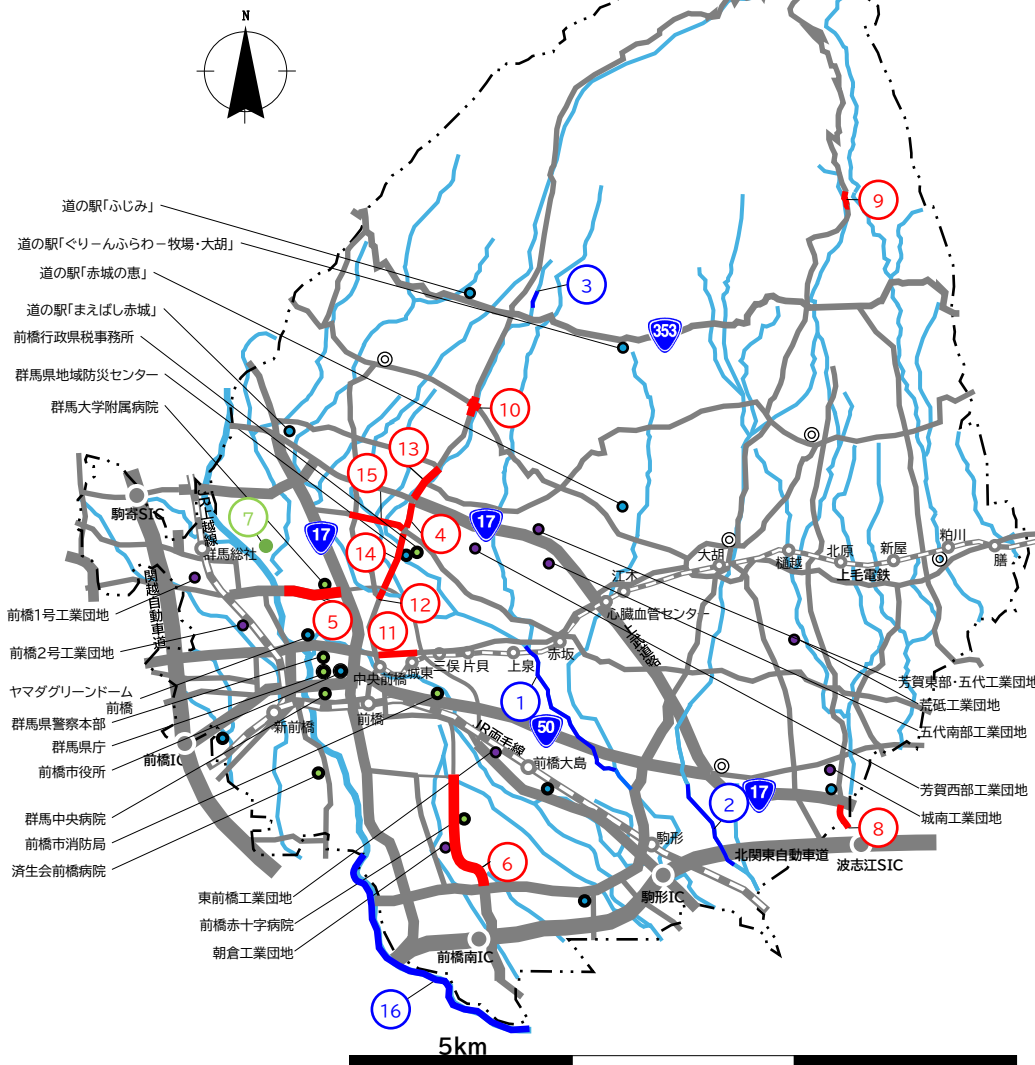 N
道の駅「ふじみ」
道の駅「ぐりーんふらわー牧場・大胡」
道の駅「赤城の恵」
道の駅「まえばし赤城」
前橋行政県税事務所
群馬県地域防災センター
群馬大学附属病院
9
3
353
10
13
15
7
17
4
17
14
12
5
11
駒寄SIC
JR上越線
群馬総社
関越自動車道
前橋1号工業団地
前橋2号工業団地
ヤマダグリーンドーム
前橋
群馬県警察本部
群馬県庁
前橋市役所
前橋IC
群馬中央病院
前橋市消防局
済生会前橋病院
新前橋
前橋
中央前橋
城東
三俣
片貝
上泉
赤坂
心臓血管センター
江木
大胡
樋越
北原
新屋
粕川
膳
上毛電鉄
芳賀東部・五代工業団地
荒砥工業団地
五代南部工業団地
芳賀西部工業団地
城南工業団地
1
50
JR両毛線
前橋大島
2
17
8
駒形
北関東自動車道
波志江SIC
駒形IC
6
東前橋工業団地
前橋赤十字病院
朝倉工業団地
前橋南IC
16
5km